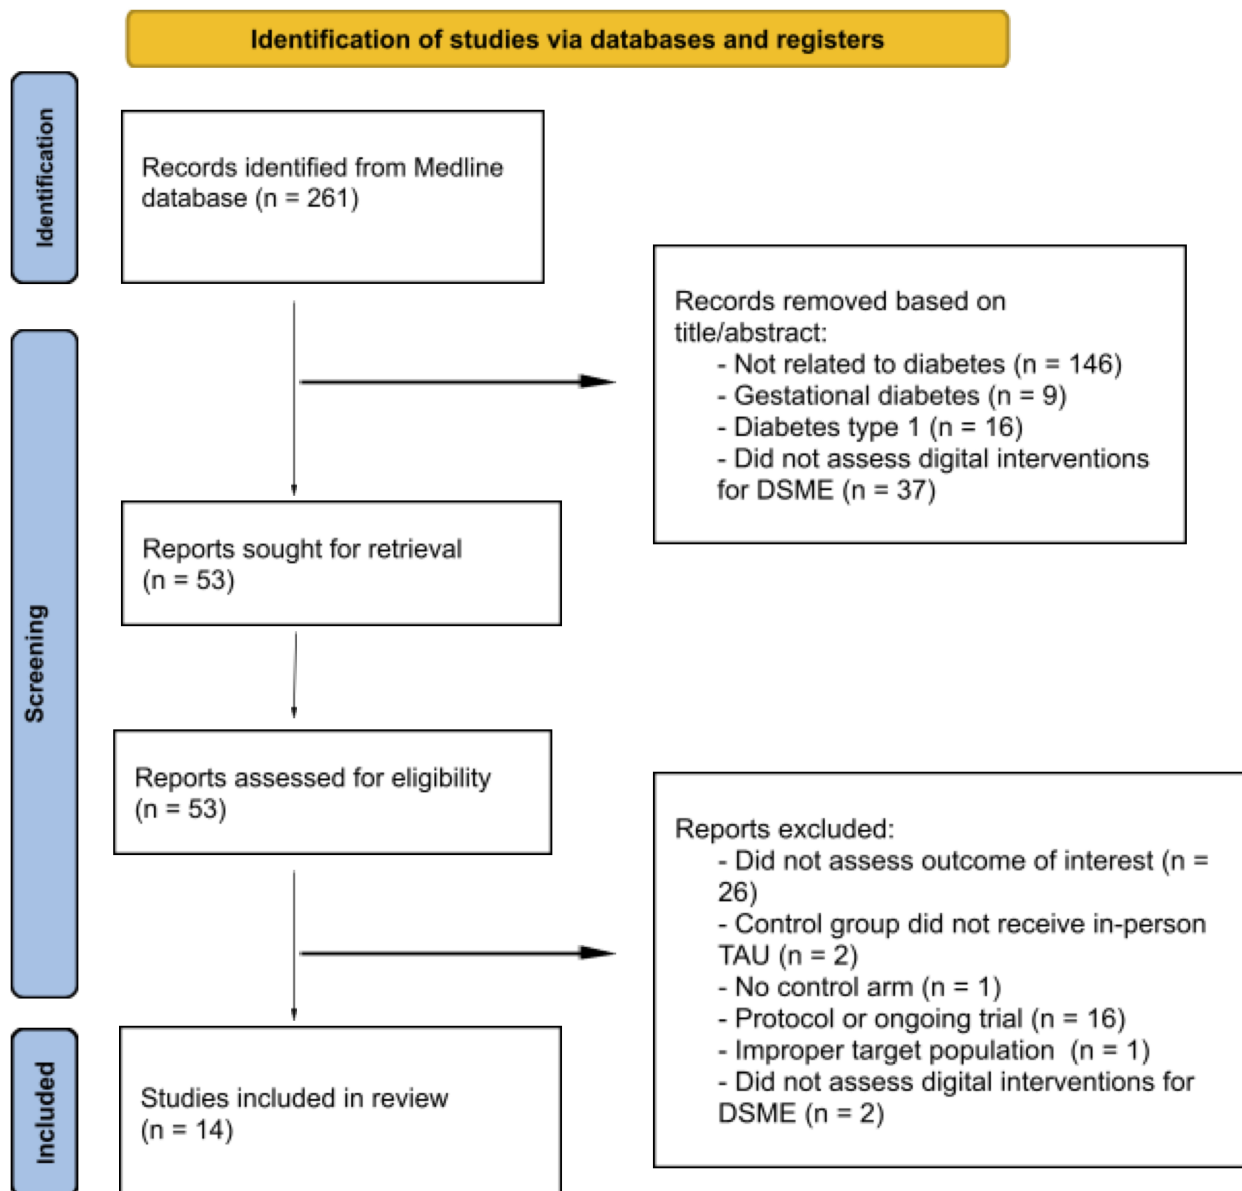 Identification of studies via databases and registers
Identification
Records identified from Medline
database (n = 261)
Records removed based on
title/abstract:
- Not related to diabetes (n = 146)
- Gestational diabetes (n = 9)
- Diabetes type 1 (n = 16)
- Did not assess digital interventions
for DSME (n = 37)
Screening
Reports sought for retrieval
(n = 53)
Reports assessed for eligibility
(n = 53)
Reports excluded:
- Did not assess outcome of interest (n =
26)
- Control group did not receive in-person
TAU (n = 2)
- No control arm (n = 1)
- Protocol or ongoing trial (n = 16)
- Improper target population (n = 1)
- Did not assess digital interventions for
DSME (n = 2)
Included
Studies included in review
(n = 14)